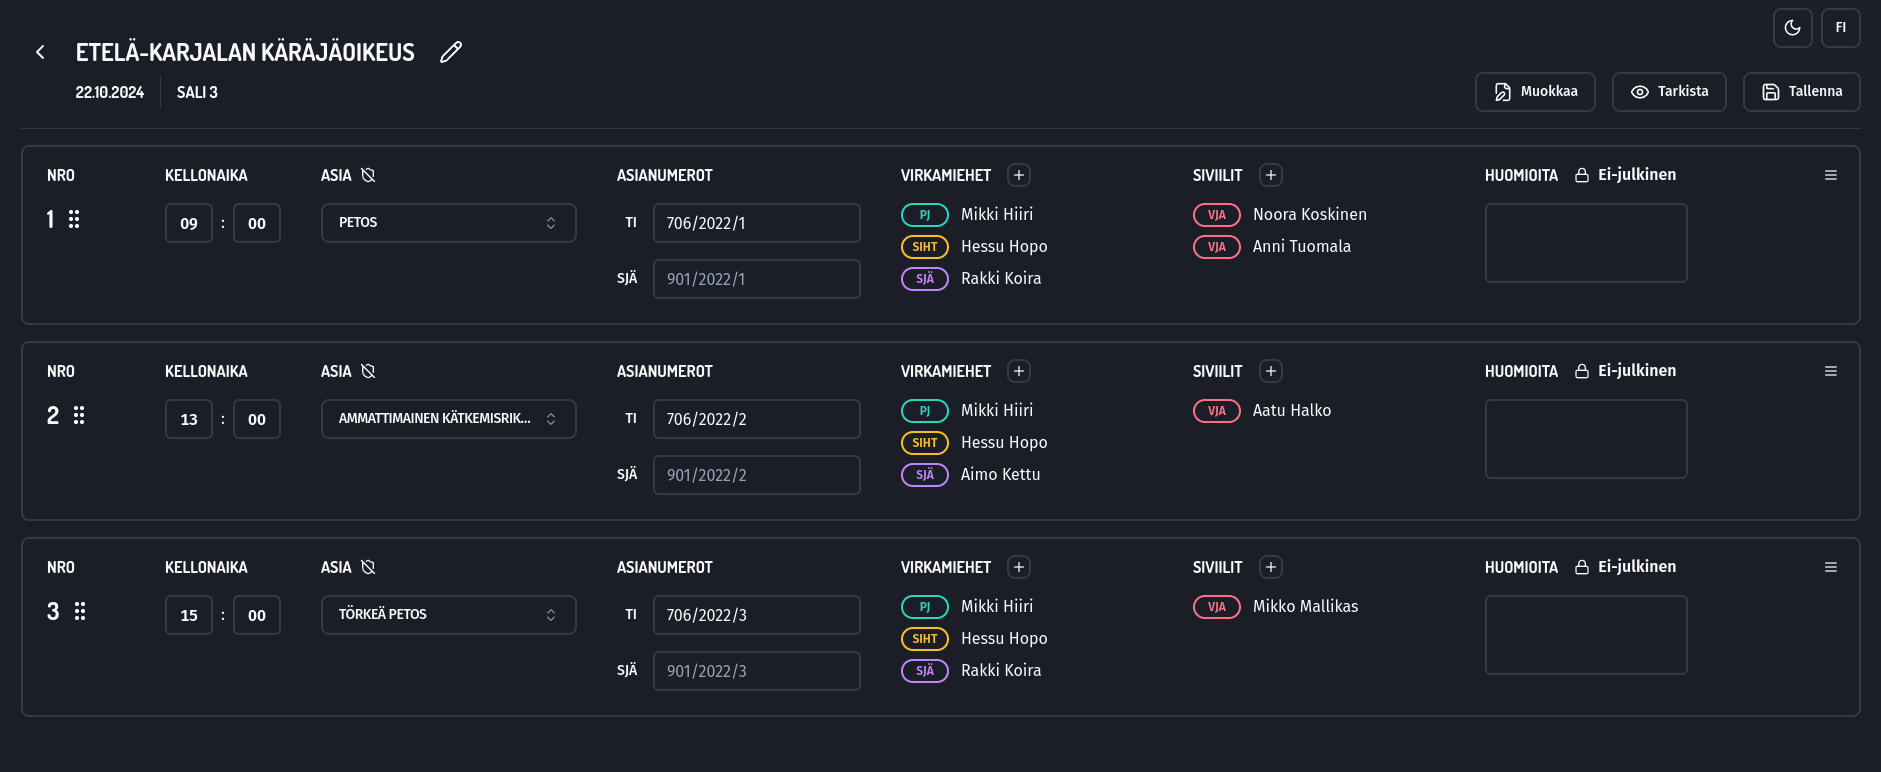 FI
ETELÄ-KARJALAN KÄRÄJÄOIKEUS
22.10.2024 SALI 3
Muokkaa Tarkista Tallenna
NRO KELLONAIKA ASIA ASIANUMEROT VIRKAMIEHET SIVIILIT HUOMIOITA Ei-julkinen
1 09 : 00 PETOS TI 706/2022/1 PJ Mikki Hiiri VJA Noora Koskinen
SIHT Hessu Hopo VJA Anni Tuomala
SJÄ 901/2022/1 SJÄ Rakki Koira
NRO KELLONAIKA ASIA ASIANUMEROT VIRKAMIEHET SIVIILIT HUOMIOITA Ei-julkinen
2 13 : 00 AMMATTIMAINEN KÄTKEMISRIK... TI 706/2022/2 PJ Mikki Hiiri VJA Aatu Halko
SIHT Hessu Hopo
SJÄ 901/2022/2 SJÄ Aimo Kettu
NRO KELLONAIKA ASIA ASIANUMEROT VIRKAMIEHET SIVIILIT HUOMIOITA Ei-julkinen
3 15 : 00 TÖRKEÄ PETOS TI 706/2022/3 PJ Mikki Hiiri VJA Mikko Mallikas
SIHT Hessu Hopo
SJÄ 901/2022/3 SJÄ Rakki Koira